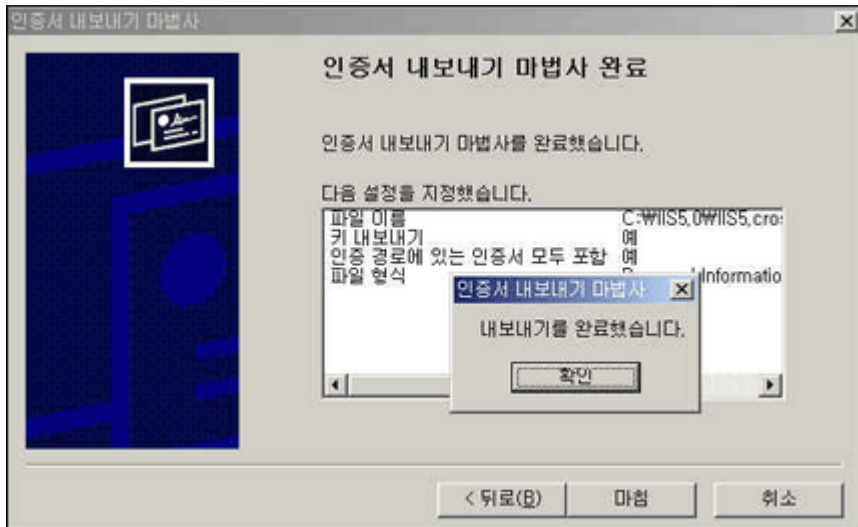 인증서 내보내기 마법사
인증서 내보내기 마법사 완료
인증서 내보내기 마법사를 완료했습니다.
다음 설정을 지정했습니다.
파일 이름 C:₩IIS5.0₩IIS5.cros
키 내보내기 예
인증 경로에 있는 인증서 모두 포함 예
파일 형식 Informatio
인증서 내보내기 마법사
내보내기를 완료했습니다.
확인
< 뒤로(B)
마침
취소